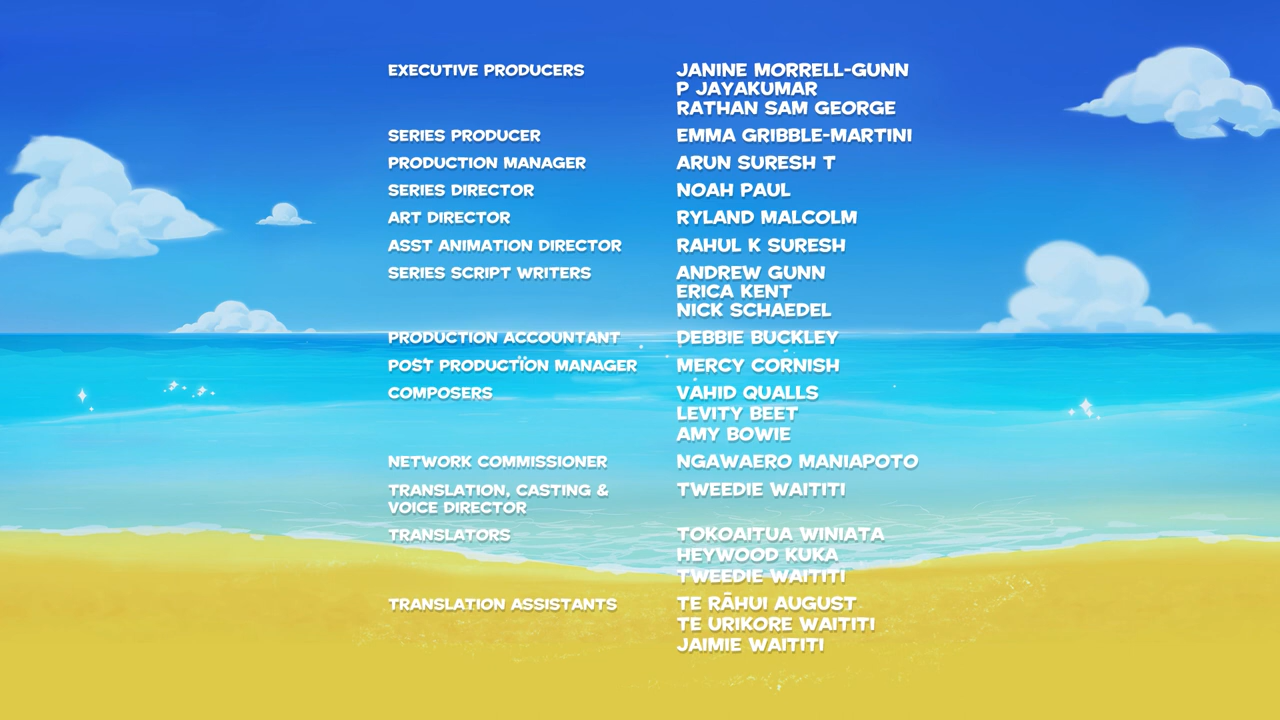 EXECUTIVE PRODUCERS JANINE MORRELL-GUNN
P JAYAKUMAR
RATHAN SAM GEORGE
SERIES PRODUCER EMMA GRIBBLE-MARTINI
PRODUCTION MANAGER ARUN SURESH T
SERIES DIRECTOR NOAH PAUL
ART DIRECTOR RYLAND MALCOLM
ASST ANIMATION DIRECTOR RAHUL K SURESH
SERIES SCRIPT WRITERS ANDREW GUNN
ERICA KENT
NICK SCHAEDEL
PRODUCTION ACCOUNTANT DEBBIE BUCKLEY
POST PRODUCTION MANAGER MERCY CORNISH
COMPOSERS VAHID QUALLS
LEVITY BEET
AMY BOWIE
NETWORK COMMISSIONER NGAWAERO MANIAPOTO
TRANSLATION, CASTING & TWEEDIE WAITITI
VOICE DIRECTOR
TRANSLATORS TOKOAITUA WINIATA
HEYWOOD KUKA
TWEEDIE WAITITI
TRANSLATION ASSISTANTS TE RĀHUI AUGUST
TE URIKORE WAITITI
JAIMIE WAITITI